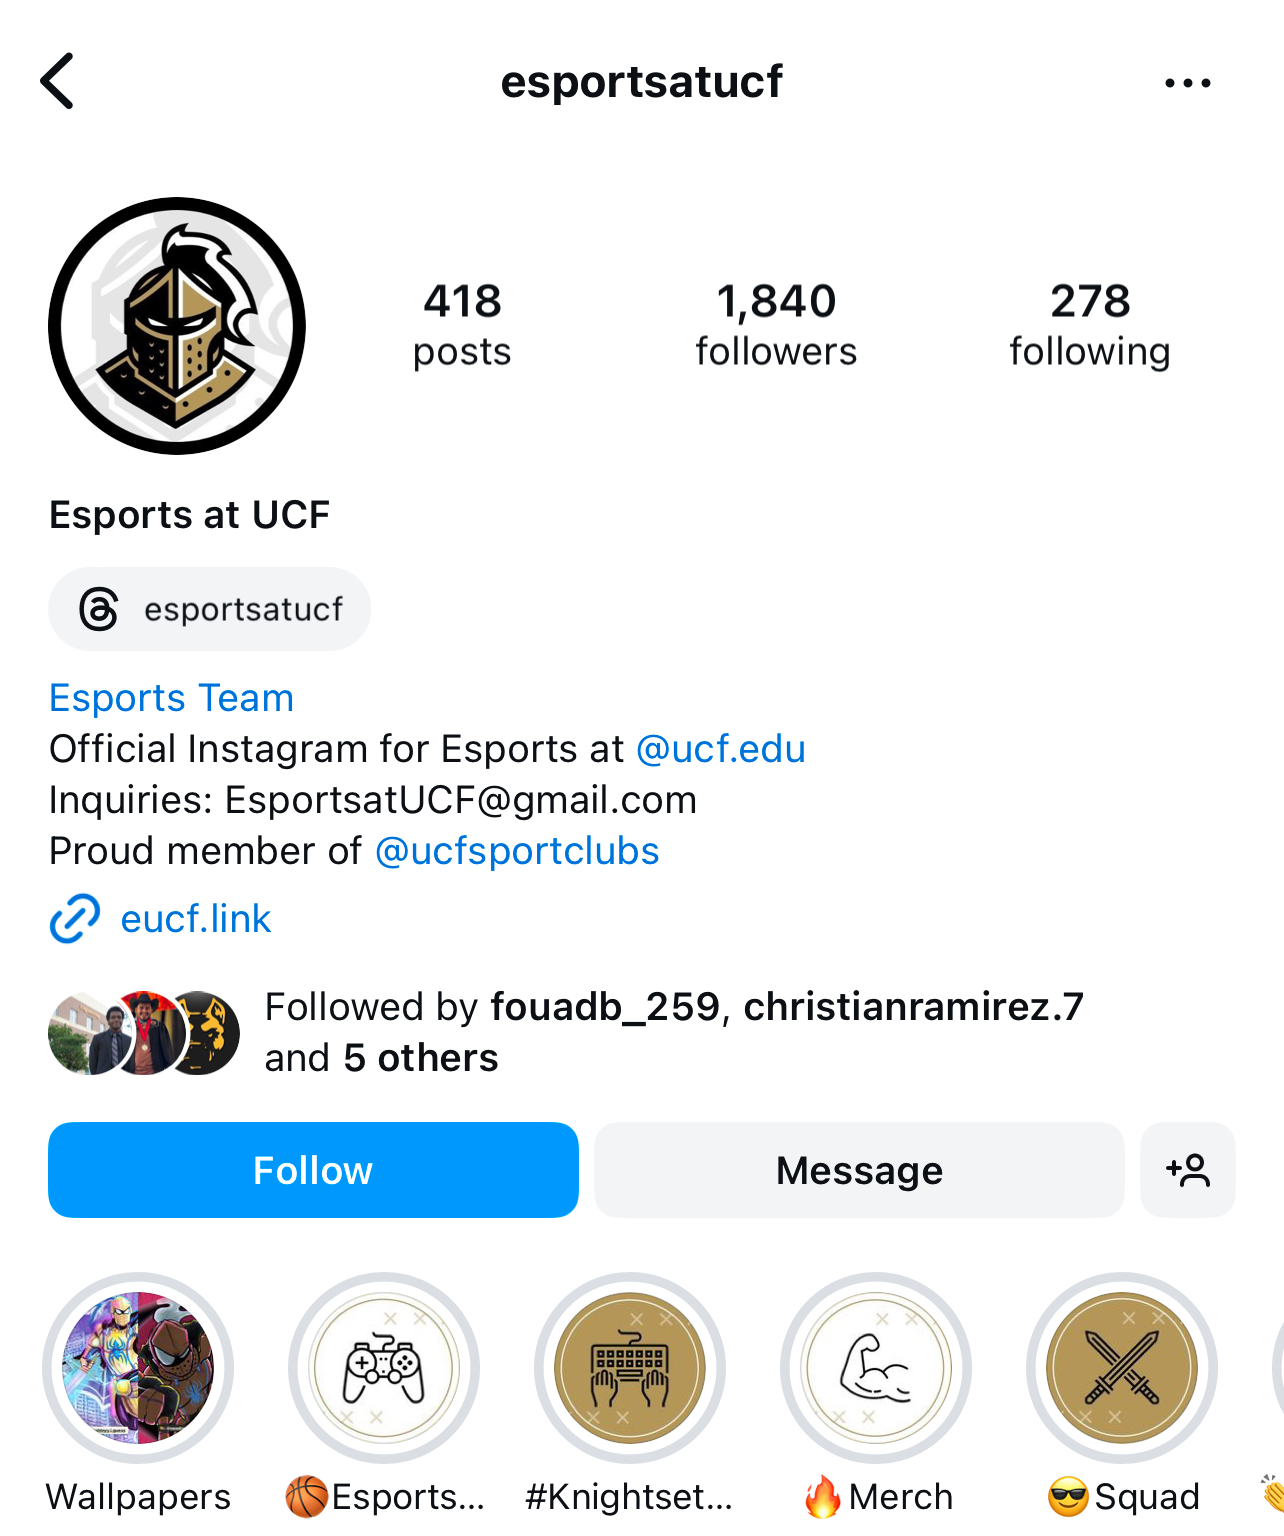 esportsatucf
418 1,840 278
posts followers following
Esports at UCF
esportsatucf
Esports Team
Official Instagram for Esports at @ucf.edu
Inquiries: EsportsatUCF@gmail.com
Proud member of @ucfsportclubs
eucf.link
Followed by fouadb_259, christianramirez.7
and 5 others
Follow Message
Wallpapers 🏀Esports... #Knightset... 🔥Merch 😎Squad